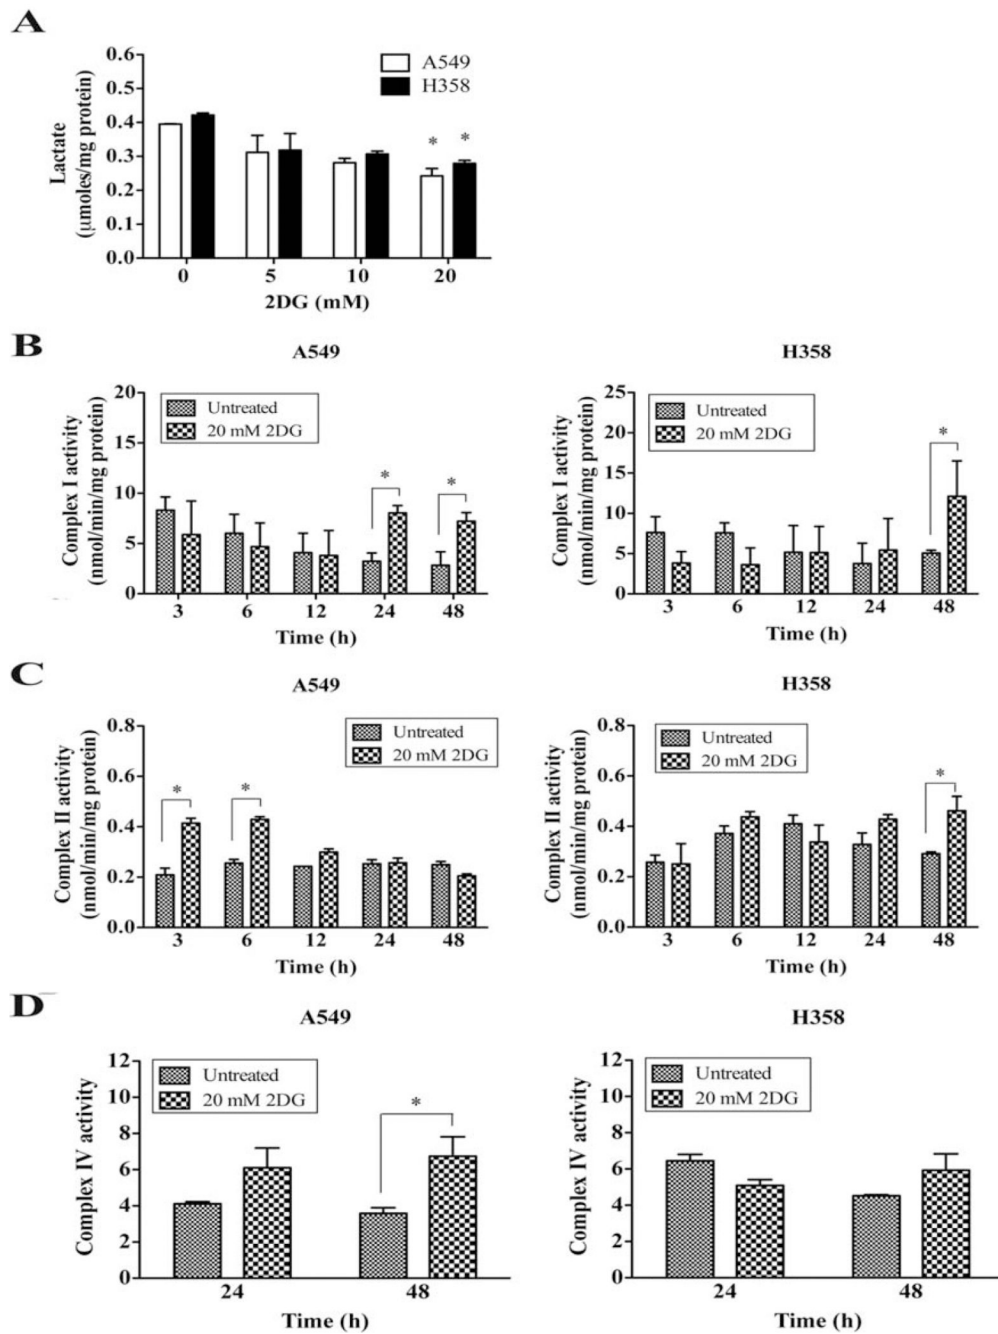 A
0.6
0.5
0.4
0.3
0.2
0.1
0.0
Lactate
(μmoles/mg protein)
A549
H358
* *
0 5 10 20
2DG (mM)
B
A549
20
15
10
5
0
Complex I activity
(nmol/min/mg protein)
Untreated
20 mM 2DG
* *
3 6 12 24 48
Time (h)
H358
25
20
15
10
5
0
Complex I activity
(nmol/min/mg protein)
Untreated
20 mM 2DG
*
3 6 12 24 48
Time (h)
C
A549
0.8
0.6
0.4
0.2
0.0
Complex II activity
(nmol/min/mg protein)
Untreated
20 mM 2DG
* *
3 6 12 24 48
Time (h)
H358
0.8
0.6
0.4
0.2
0.0
Complex II activity
(nmol/min/mg protein)
Untreated
20 mM 2DG
*
3 6 12 24 48
Time (h)
D
A549
12
10
8
6
4
2
0
Complex IV activity
Untreated
20 mM 2DG
*
24 48
Time (h)
H358
12
10
8
6
4
2
0
Complex IV activity
Untreated
20 mM 2DG
24 48
Time (h)